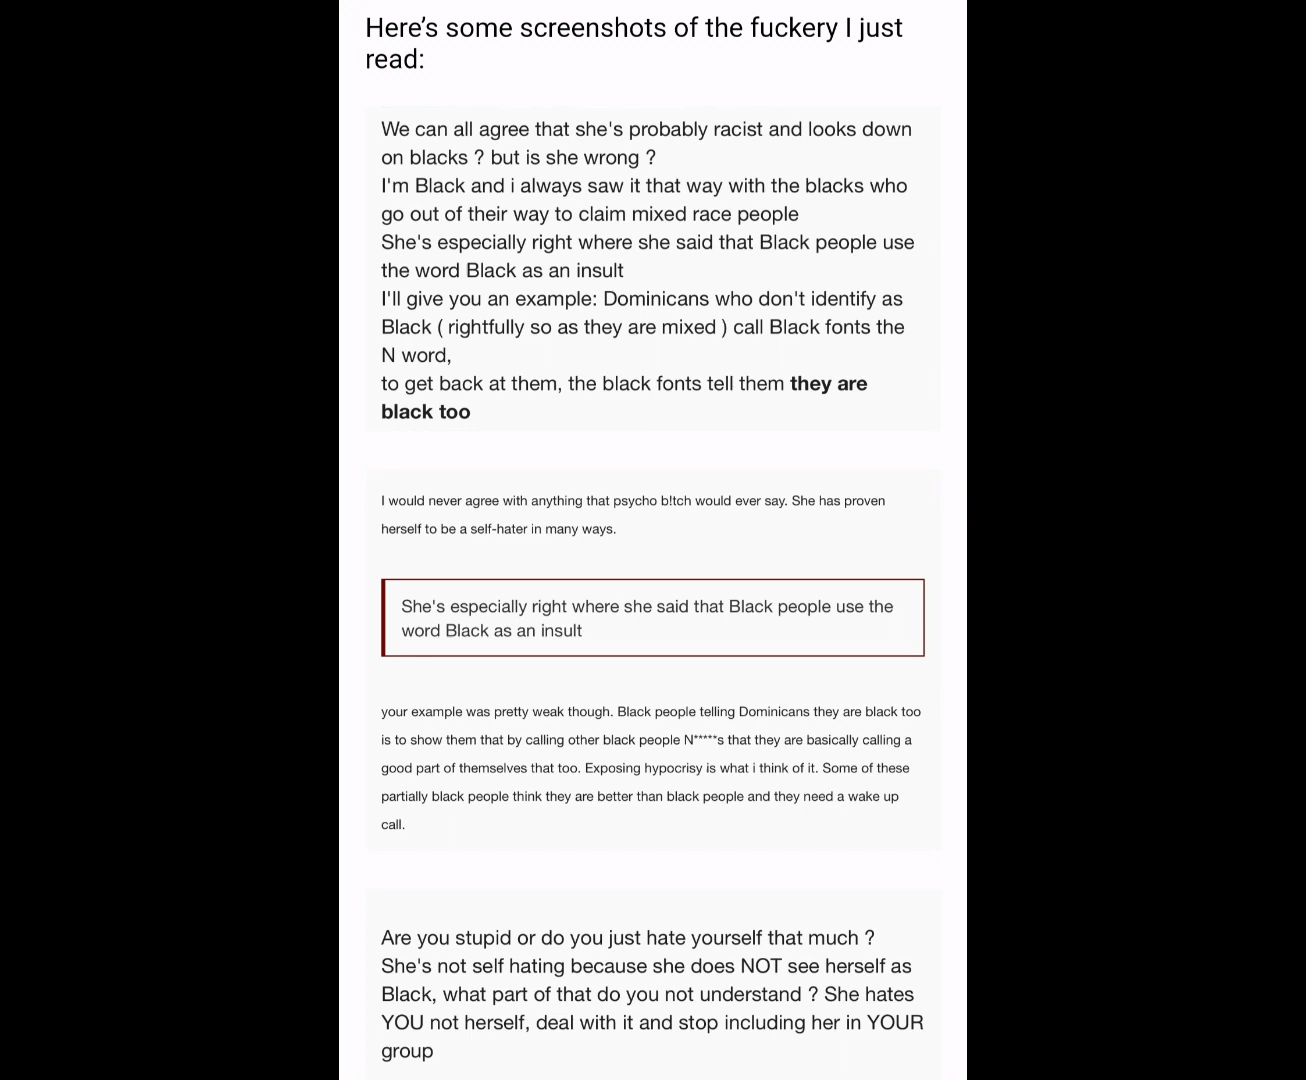 Here’s some screenshots of the fuckery I just
read:
We can all agree that she's probably racist and looks down
on blacks ? but is she wrong ?
I'm Black and i always saw it that way with the blacks who
go out of their way to claim mixed race people
She's especially right where she said that Black people use
the word Black as an insult
I'll give you an example: Dominicans who don't identify as
Black ( rightfully so as they are mixed ) call Black fonts the
N word,
to get back at them, the black fonts tell them they are
black too
I would never agree with anything that psycho b!tch would ever say. She has proven
herself to be a self-hater in many ways.
She's especially right where she said that Black people use the
word Black as an insult
your example was pretty weak though. Black people telling Dominicans they are black too
is to show them that by calling other black people N*****s that they are basically calling a
good part of themselves that too. Exposing hypocrisy is what i think of it. Some of these
partially black people think they are better than black people and they need a wake up
call.
Are you stupid or do you just hate yourself that much ?
She's not self hating because she does NOT see herself as
Black, what part of that do you not understand ? She hates
YOU not herself, deal with it and stop including her in YOUR
group